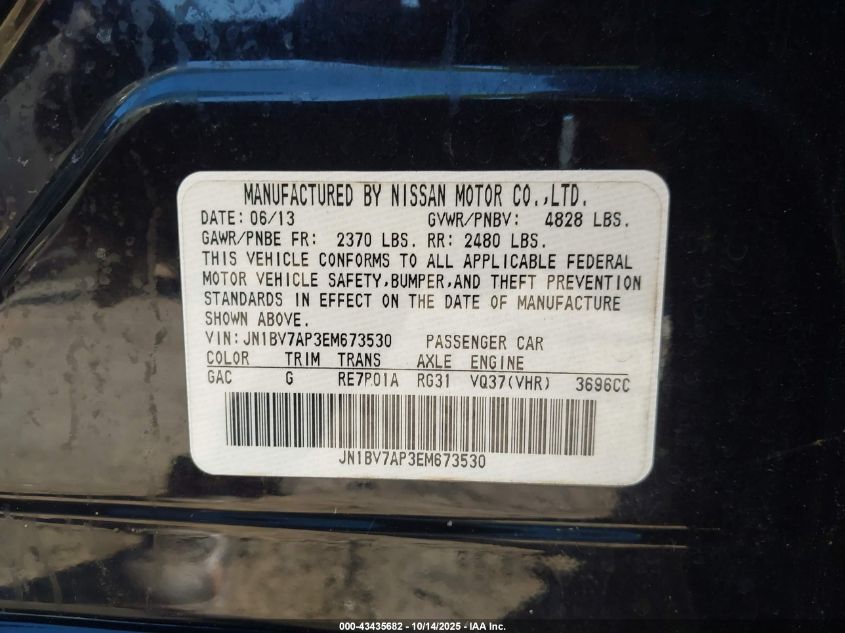 MANUFACTURED BY NISSAN MOTOR CO.,LTD.
DATE: 06/13 GVWR/PNBV: 4828 LBS.
GAWR/PNBE FR: 2370 LBS. RR: 2480 LBS.
THIS VEHICLE CONFORMS TO ALL APPLICABLE FEDERAL
MOTOR VEHICLE SAFETY,BUMPER,AND THEFT PREVENTION
STANDARDS IN EFFECT ON THE DATE OF MANUFACTURE
SHOWN ABOVE.
VIN:JN1BV7AP3EM673530 PASSENGER CAR
COLOR TRIM TRANS AXLE ENGINE
GAC G RE7R01A RG31 VQ37(VHR) 3696CC
JN1BV7AP3EM673530
000-43435682 - 10/14/2025 - IAA Inc.